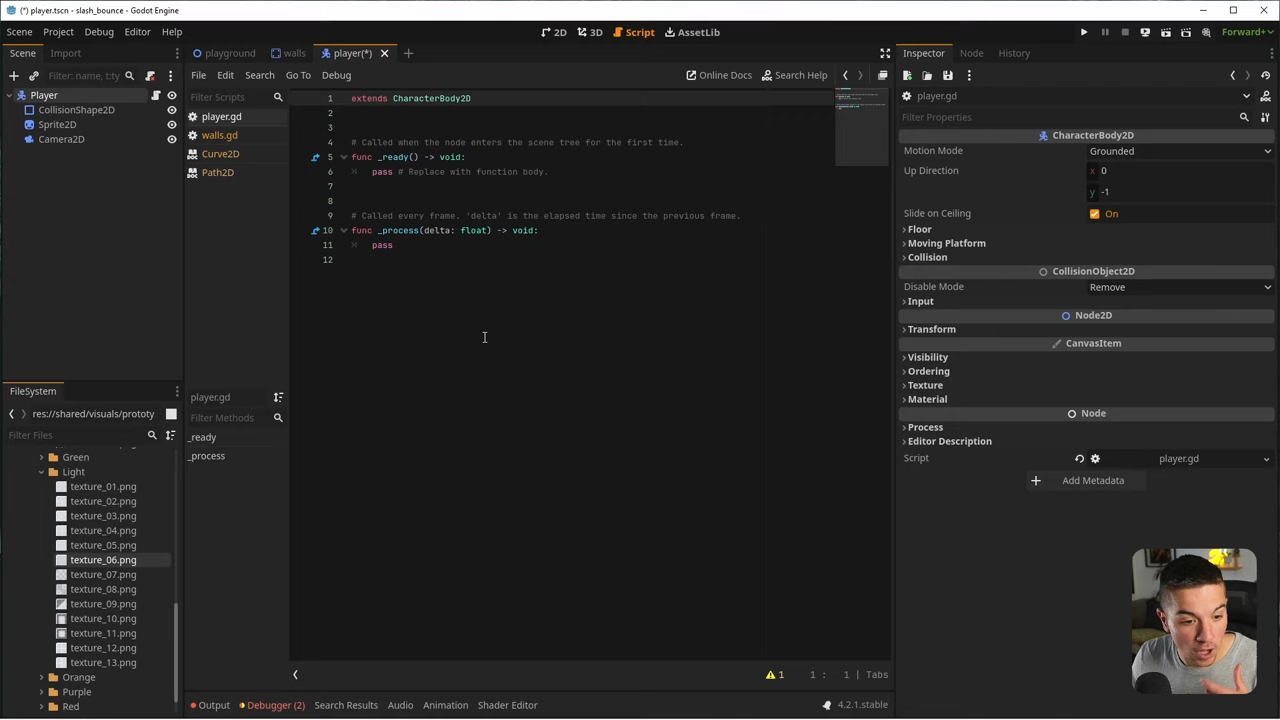 (*) player.tscn - slash_bounce - Godot Engine
Scene Project Debug Editor Help
2D 3D Script AssetLib
Forward+
Scene Import
Filter: name, t:ty
Player
CollisionShape2D
Sprite2D
Camera2D
FileSystem
res://shared/visuals/prototy
Filter Files
Green
Light
texture_01.png
texture_02.png
texture_03.png
texture_04.png
texture_05.png
texture_06.png
texture_07.png
texture_08.png
texture_09.png
texture_10.png
texture_11.png
texture_12.png
texture_13.png
Orange
Purple
Red
playground walls player(*)
File Edit Search Go To Debug
Online Docs Search Help
Filter Scripts
player.gd
walls.gd
Curve2D
Path2D
player.gd
Filter Methods
_ready
_process
1 extends CharacterBody2D
2
3
4 # Called when the node enters the scene tree for the first time.
5 func _ready() -> void:
6 pass # Replace with function body.
7
8
9 # Called every frame. 'delta' is the elapsed time since the previous frame.
10 func _process(delta: float) -> void:
11 pass
12
1 1 : 1 | Tabs
Output Debugger (2) Search Results Audio Animation Shader Editor
4.2.1.stable
Inspector Node History
player.gd
Filter Properties
CharacterBody2D
Motion Mode Grounded
Up Direction x 0
y -1
Slide on Ceiling On
Floor
Moving Platform
Collision
CollisionObject2D
Disable Mode Remove
Input
Node2D
Transform
CanvasItem
Visibility
Ordering
Texture
Material
Node
Process
Editor Description
Script player.gd
Add Metadata